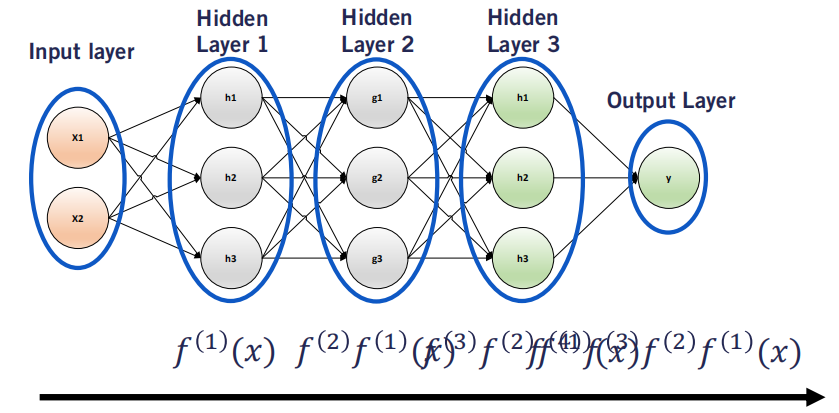 Input layer
Hidden
Layer 1
Hidden
Layer 2
Hidden
Layer 3
Output Layer
X1
X2
h1
h2
h3
g1
g2
g3
h1
h2
h3
y
f^(1)(x)
f^(2) f^(1)(x)
f^(3) f^(2) f^(1)(x)
f^(4) f^(3) f^(2) f^(1)(x)